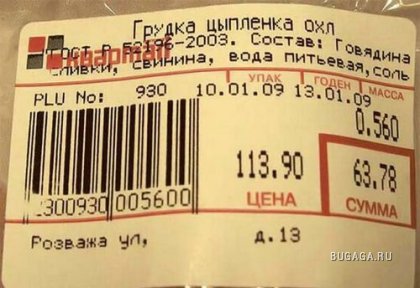 Грудка цыпленка охл
ГОСТ Р 52196-2003. Состав: Говядина
сливки, свинина, вода питьевая,соль
УПАК ГОДЕН МАССА
PLU No: 930 10.01.09 13.01.09
0.560
113.90 63.78
ЦЕНА СУММА
2300930 005600
Розважа ул, д.13
BUGAGA.RU